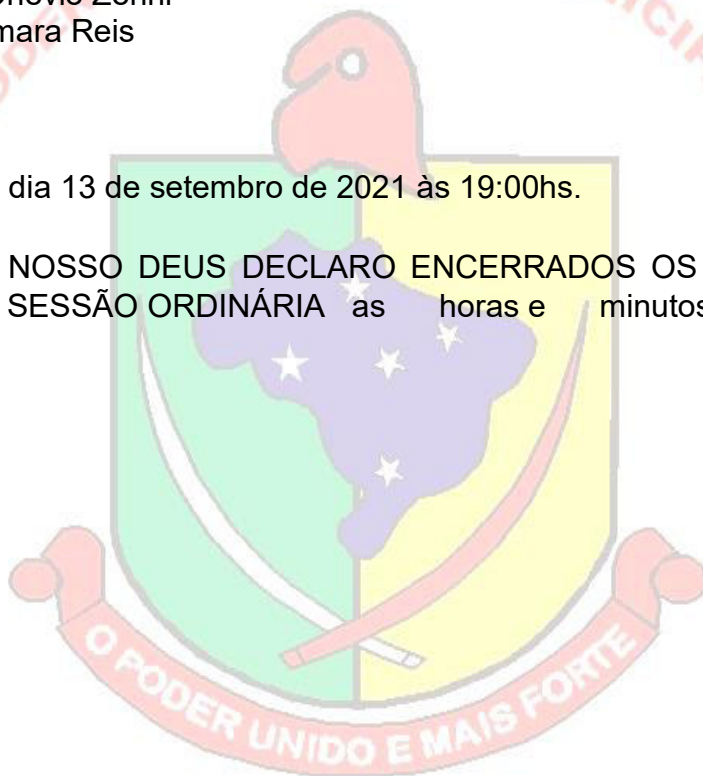 mara Reis
dia 13 de setembro de 2021 às 19:00hs.
NOSSO DEUS DECLARO ENCERRADOS OS
SESSÃO ORDINÁRIA as horas e minutos
O PODER UNIDO E MAIS FORTE